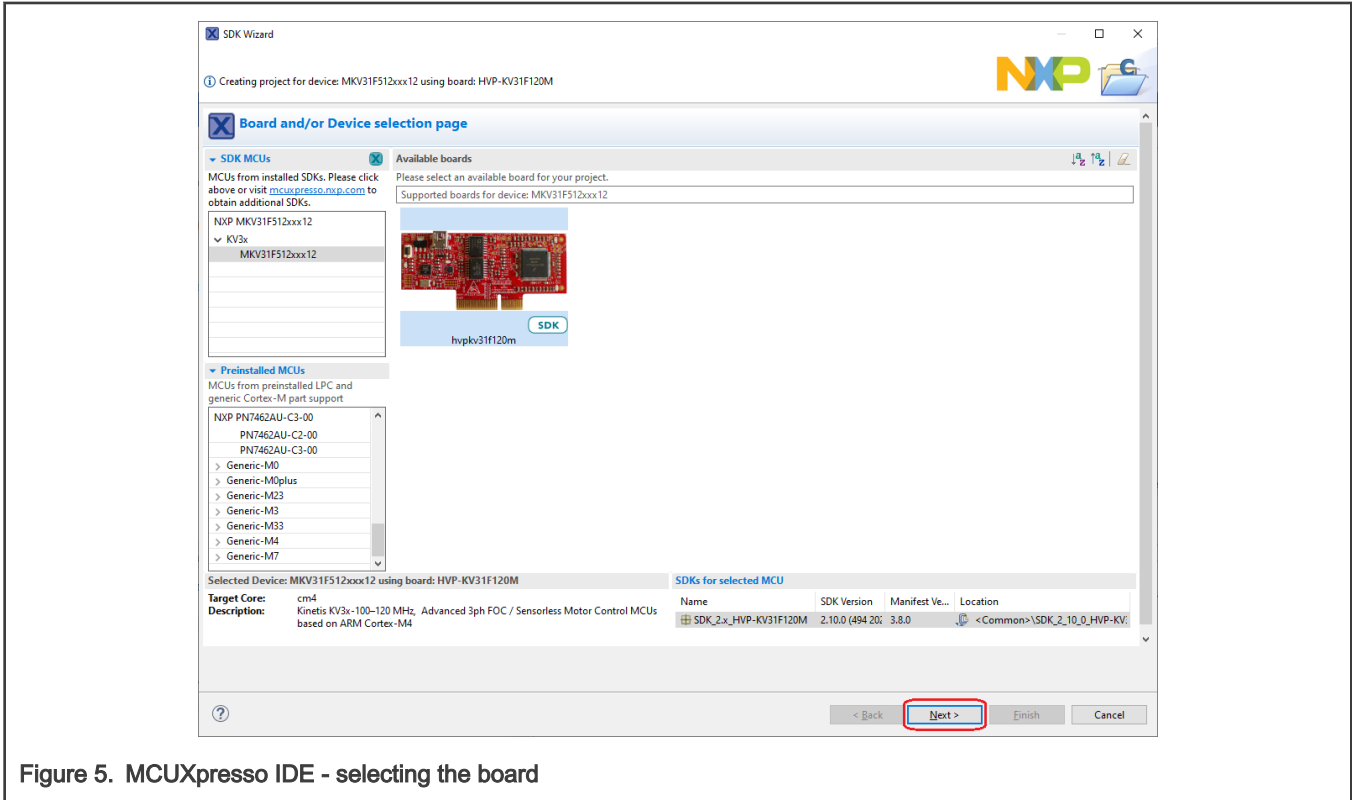 SDK Wizard
Creating project for device: MKV31F512xxx12 using board: HVP-KV31F120M
NXP
Board and/or Device selection page
SDK MCUs
MCUs from installed SDKs. Please click
above or visit mcuxpresso.nxp.com to
obtain additional SDKs.
NXP MKV31F512xxx12
KV3x
MKV31F512xxx12
Preinstalled MCUs
MCUs from preinstalled LPC and
generic Cortex-M part support
NXP PN7462AU-C3-00
PN7462AU-C2-00
PN7462AU-C3-00
Generic-M0
Generic-M0plus
Generic-M23
Generic-M3
Generic-M33
Generic-M4
Generic-M7
Available boards
Please select an available board for your project.
Supported boards for device: MKV31F512xxx12
SDK
hvpkv31f120m
Selected Device: MKV31F512xxx12 using board: HVP-KV31F120M
Target Core: cm4
Description: Kinetis KV3x-100–120 MHz, Advanced 3ph FOC / Sensorless Motor Control MCUs
based on ARM Cortex-M4
SDKs for selected MCU
Name SDK Version Manifest Ve... Location
SDK_2.x_HVP-KV31F120M 2.10.0 (494 202 3.8.0 <Common>\SDK_2_10_0_HVP-KV:
< Back Next > Finish Cancel
Figure 5. MCUXpresso IDE - selecting the board